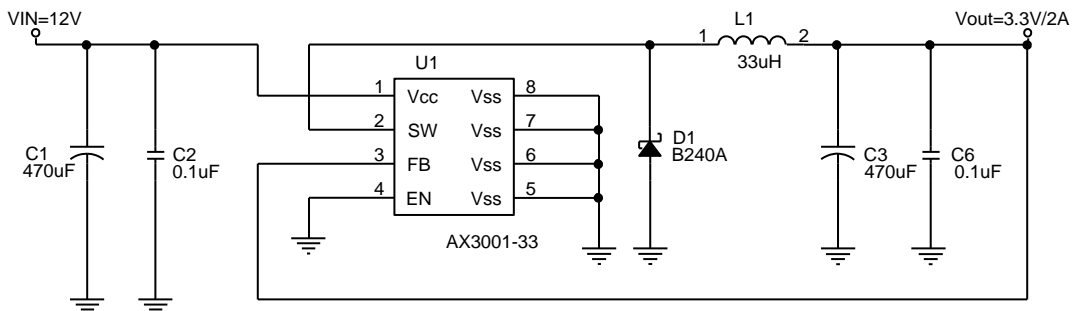 VIN=12V
L1
Vout=3.3V/2A
1
2
33uH
U1
1
Vcc
Vss
8
2
SW
Vss
7
3
FB
Vss
6
4
EN
Vss
5
C1
470uF
C2
0.1uF
D1
B240A
C3
470uF
C6
0.1uF
AX3001-33